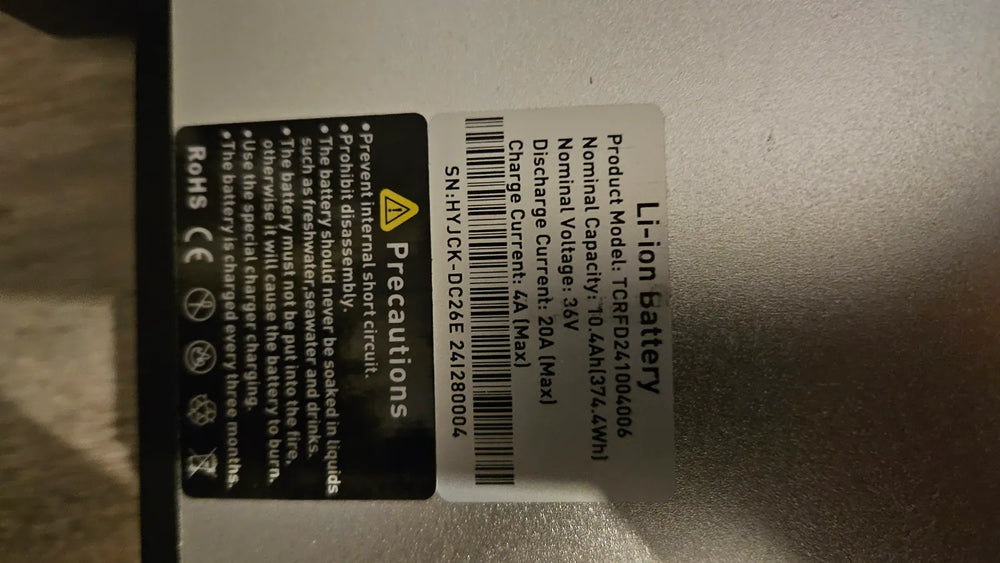 Li-ion Battery
Product Model: TCRFD241004006
Nominal Capacity: 10.4Ah(374.4Wh)
Nominal Voltage: 36V
Discharge Current: 20A (Max)
Charge Current: 4A (Max)
SN:HYJCK-DC26E 24I280004
Precautions
•Prevent internal short circuit.
•Prohibit disassembly.
•The battery should never be soaked in liquids
such as freshwater,seawater and drinks.
•The battery must not be put into the fire,
otherwise it will cause the battery to burn.
•Use the special charger for charging.
•The battery is charged every three months.
RoHS CE